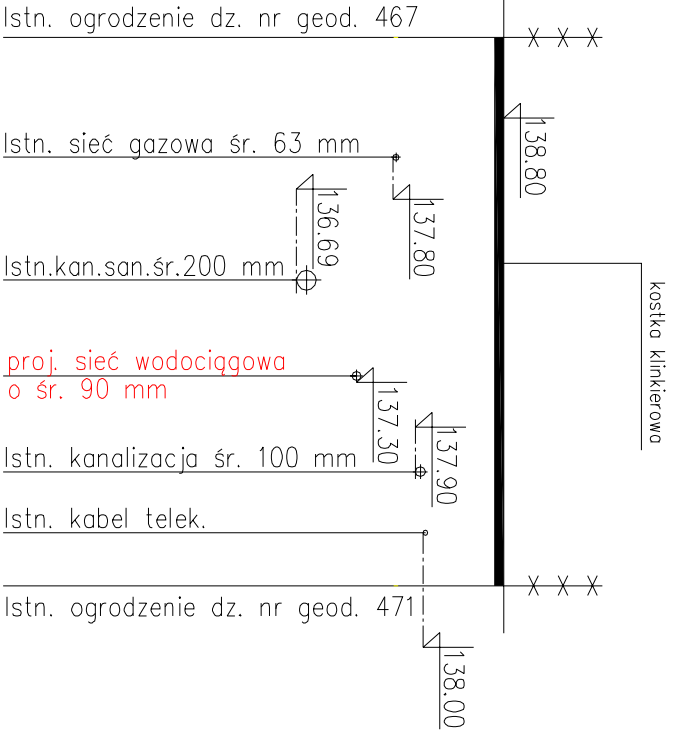 Istn. ogrodzenie dz. nr geod. 467
138.80
Istn. sieć gazowa śr. 63 mm
137.80
136.69
Istn.kan.san.śr.200 mm
kostka klinkierowa
proj. sieć wodociągowa
o śr. 90 mm
137.30
137.90
Istn. kanalizacja śr. 100 mm
Istn. kabel telek.
Istn. ogrodzenie dz. nr geod. 471
138.00